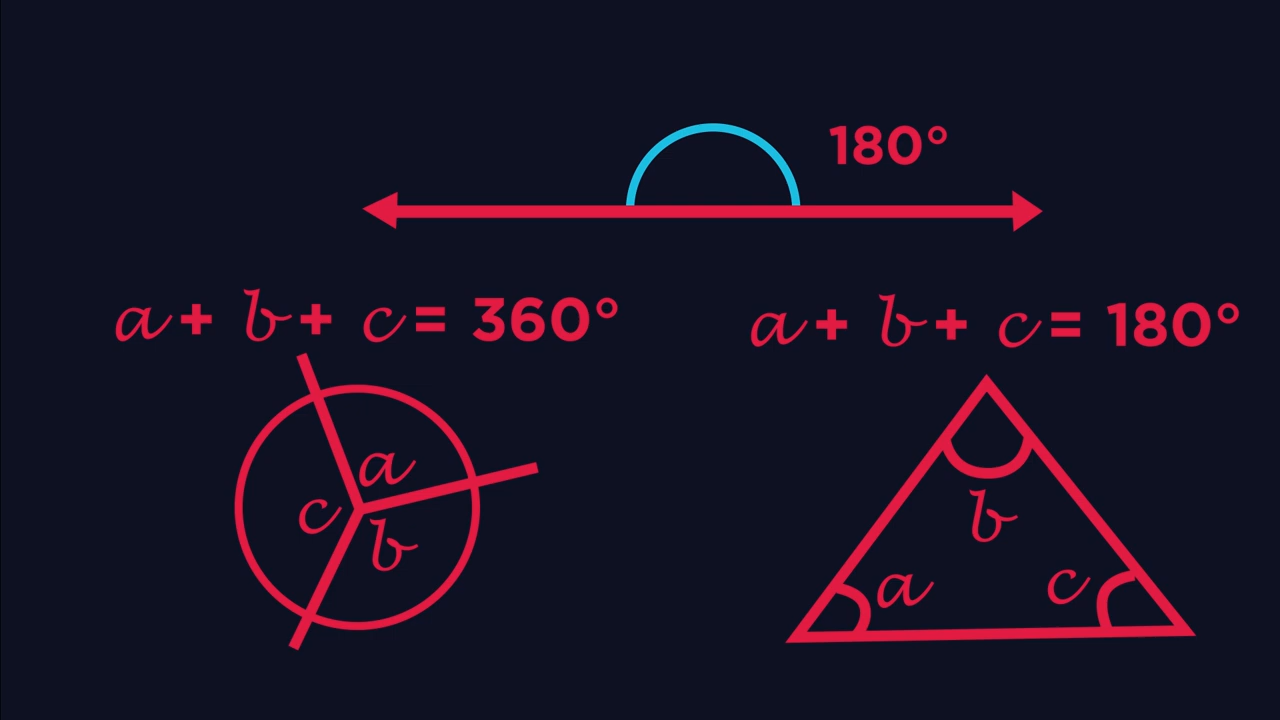 180°
a + b + c = 360°
a + b + c = 180°
a
c
b
b
a
c